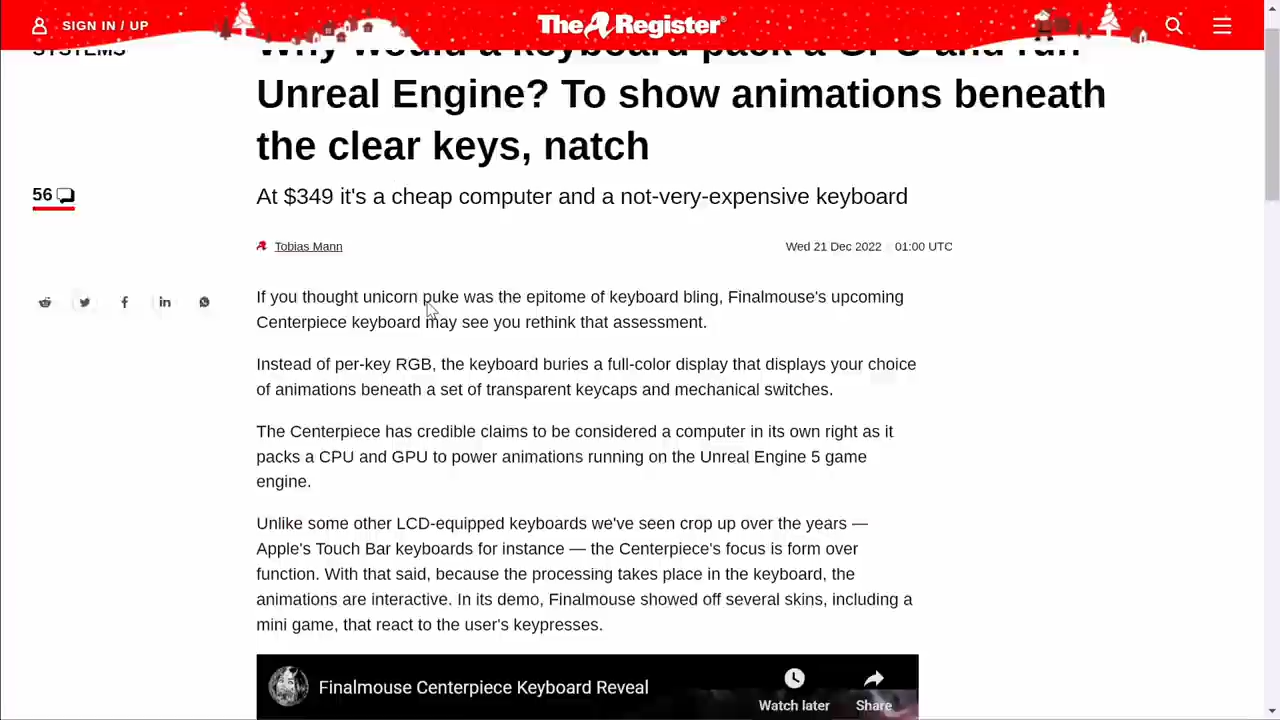 SIGN IN / UP
The Register®
SYSTEMS
Why would a keyboard pack a GPU and run
Unreal Engine? To show animations beneath
the clear keys, natch
56
At $349 it's a cheap computer and a not-very-expensive keyboard
Tobias Mann
Wed 21 Dec 2022 01:00 UTC
If you thought unicorn puke was the epitome of keyboard bling, Finalmouse's upcoming
Centerpiece keyboard may see you rethink that assessment.
Instead of per-key RGB, the keyboard buries a full-color display that displays your choice
of animations beneath a set of transparent keycaps and mechanical switches.
The Centerpiece has credible claims to be considered a computer in its own right as it
packs a CPU and GPU to power animations running on the Unreal Engine 5 game
engine.
Unlike some other LCD-equipped keyboards we've seen crop up over the years —
Apple's Touch Bar keyboards for instance — the Centerpiece's focus is form over
function. With that said, because the processing takes place in the keyboard, the
animations are interactive. In its demo, Finalmouse showed off several skins, including a
mini game, that react to the user's keypresses.
Finalmouse Centerpiece Keyboard Reveal
Watch later
Share